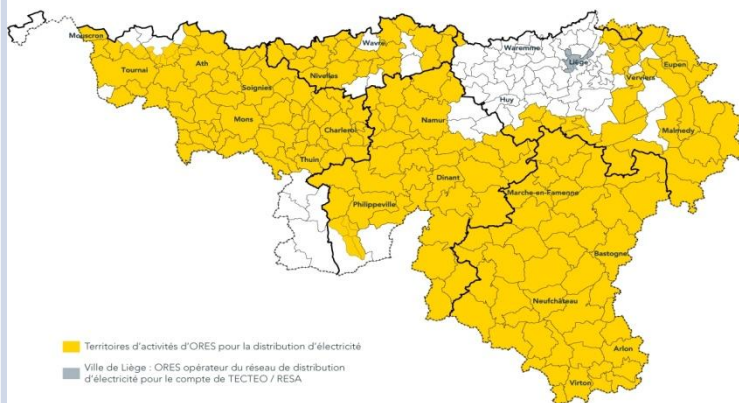 Mouscron
Tournai
Ath
Soignies
Mons
Charleroi
Thuin
Nivelles
Wavre
Waremme
Liège
Huy
Verviers
Eupen
Malmedy
Namur
Dinant
Philippeville
Marche-en-Famenne
Bastogne
Neufchâteau
Arlon
Virton
Territoires d'activités d'ORES pour la distribution d'électricité
Ville de Liège : ORES opérateur du réseau de distribution
d'électricité pour le compte de TECTEO / RESA